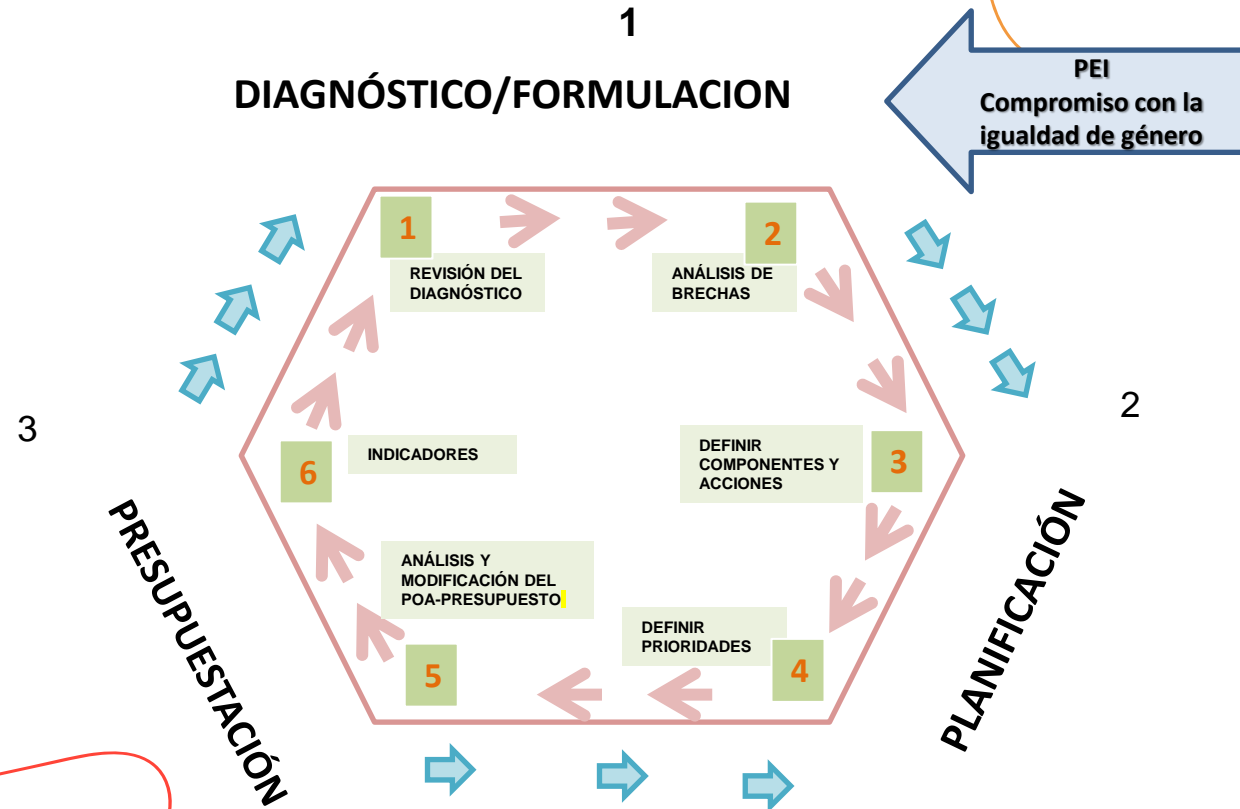 1
DIAGNÓSTICO/FORMULACION
PEI
Compromiso con la
igualdad de género
1
REVISIÓN DEL
DIAGNÓSTICO
2
ANÁLISIS DE
BRECHAS
3
DEFINIR
COMPONENTES Y
ACCIONES
4
DEFINIR
PRIORIDADES
5
ANÁLISIS Y
MODIFICACIÓN DEL
POA-PRESUPUESTO
6
INDICADORES
2
PLANIFICACIÓN
3
PRESUPUESTACIÓN